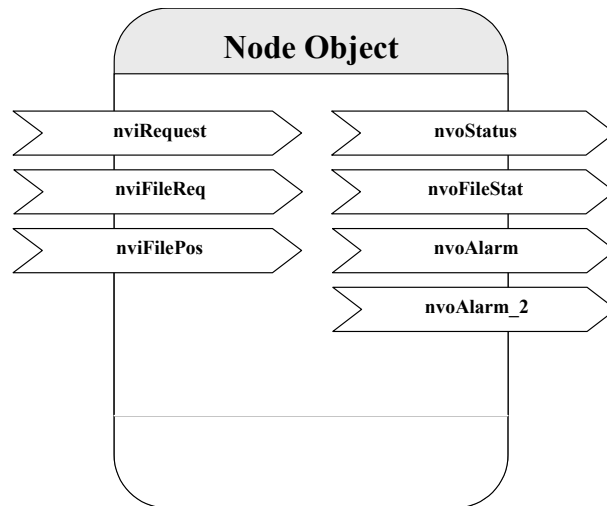 Node Object
nviRequest
nvoStatus
nviFileReq
nvoFileStat
nviFilePos
nvoAlarm
nvoAlarm_2